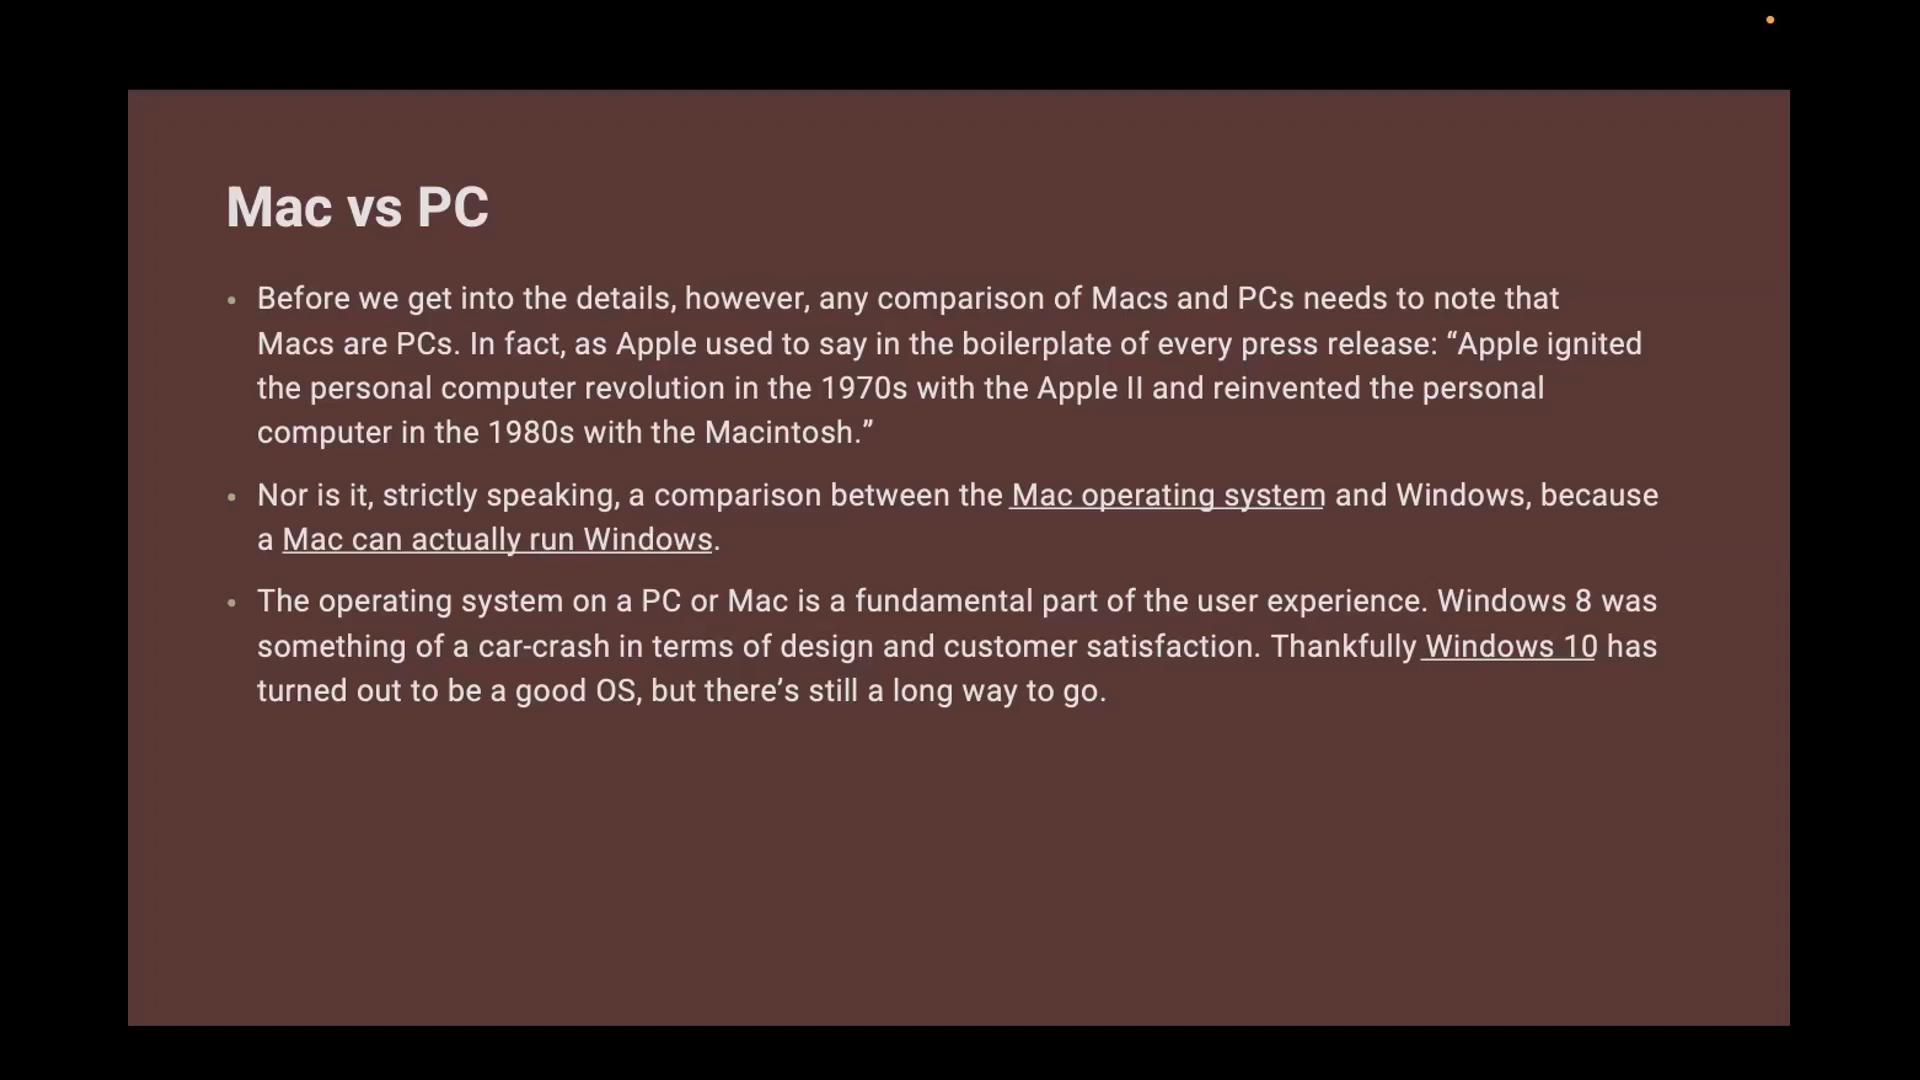 Mac vs PC
• Before we get into the details, however, any comparison of Macs and PCs needs to note that
Macs are PCs. In fact, as Apple used to say in the boilerplate of every press release: “Apple ignited
the personal computer revolution in the 1970s with the Apple II and reinvented the personal
computer in the 1980s with the Macintosh.”
• Nor is it, strictly speaking, a comparison between the Mac operating system and Windows, because
a Mac can actually run Windows.
• The operating system on a PC or Mac is a fundamental part of the user experience. Windows 8 was
something of a car-crash in terms of design and customer satisfaction. Thankfully Windows 10 has
turned out to be a good OS, but there’s still a long way to go.